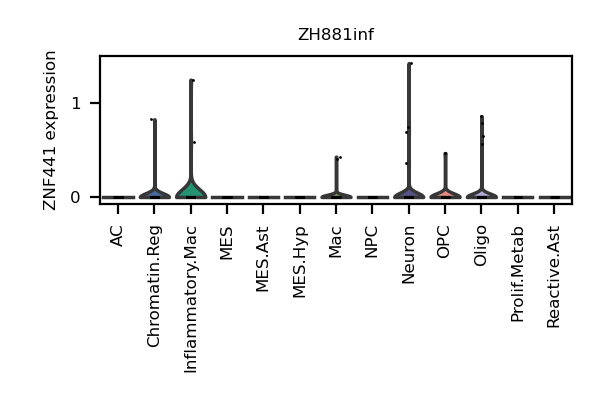 ZH881inf
ZNF441 expression
1
0
AC
Chromatin.Reg
Inflammatory.Mac
MES
MES.Ast
MES.Hyp
Mac
NPC
Neuron
OPC
Oligo
Prolif.Metab
Reactive.Ast